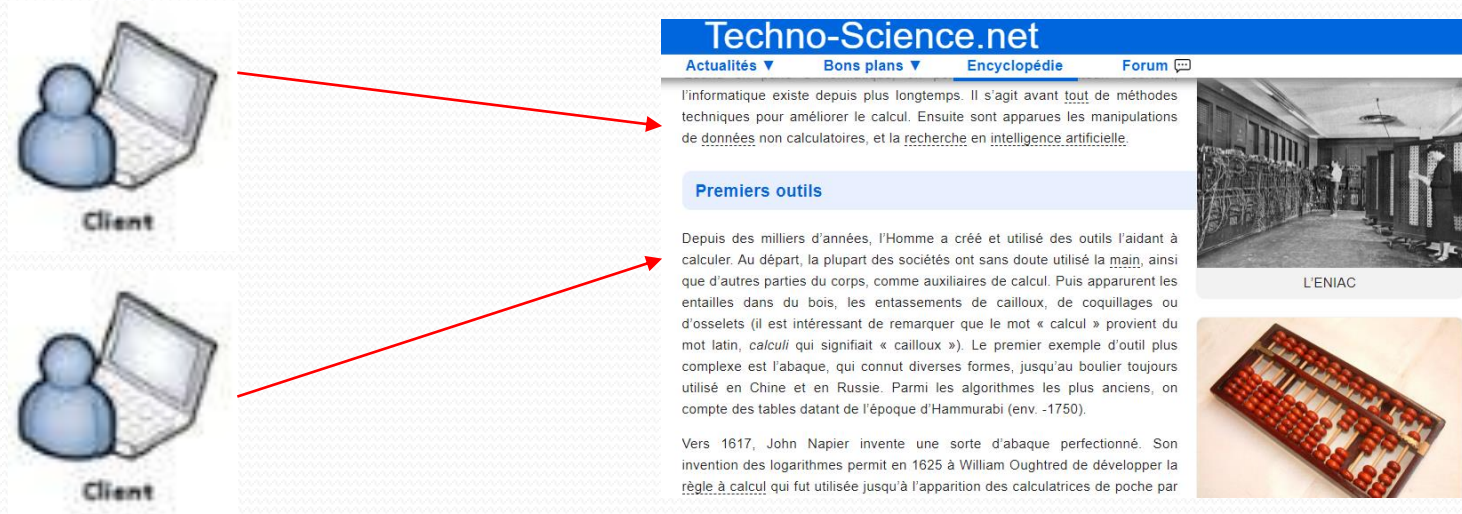 Client
Client
Techno-Science.net
Actualités ▼ Bons plans ▼ Encyclopédie Forum
l'informatique existe depuis plus longtemps. Il s'agit avant tout de méthodes
techniques pour améliorer le calcul. Ensuite sont apparues les manipulations
de données non calculatoires, et la recherche en intelligence artificielle.
Premiers outils
Depuis des milliers d'années, l'Homme a créé et utilisé des outils l'aidant à
calculer. Au départ, la plupart des sociétés ont sans doute utilisé la main, ainsi
que d'autres parties du corps, comme auxiliaires de calcul. Puis apparurent les
entailles dans du bois, les entassements de cailloux, de coquillages ou
d'osselets (il est intéressant de remarquer que le mot « calcul » provient du
mot latin, calculi qui signifiait « cailloux »). Le premier exemple d'outil plus
complexe est l'abaque, qui connut diverses formes, jusqu'au boulier toujours
utilisé en Chine et en Russie. Parmi les algorithmes les plus anciens, on
compte des tables datant de l'époque d'Hammurabi (env. -1750).
Vers 1617, John Napier invente une sorte d'abaque perfectionné. Son
invention des logarithmes permit en 1625 à William Oughtred de développer la
règle à calcul qui fut utilisée jusqu'à l'apparition des calculatrices de poche par
L'ENIAC